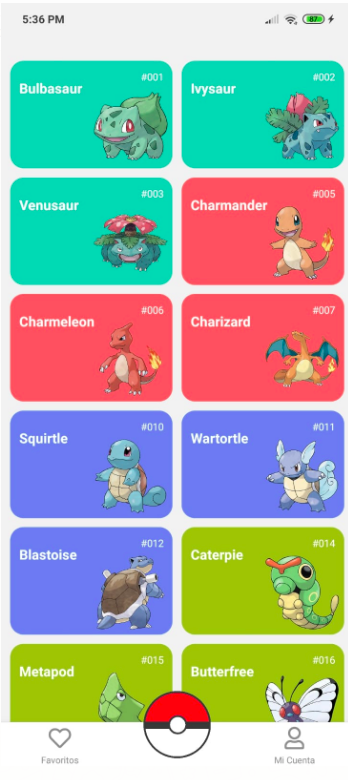 5:36 PM
87
#001
Bulbasaur
#002
Ivysaur
#003
Venusaur
#005
Charmander
#006
Charmeleon
#007
Charizard
#010
Squirtle
#011
Wartortle
#012
Blastoise
#014
Caterpie
#015
Metapod
#016
Butterfree
Favoritos
Mi Cuenta